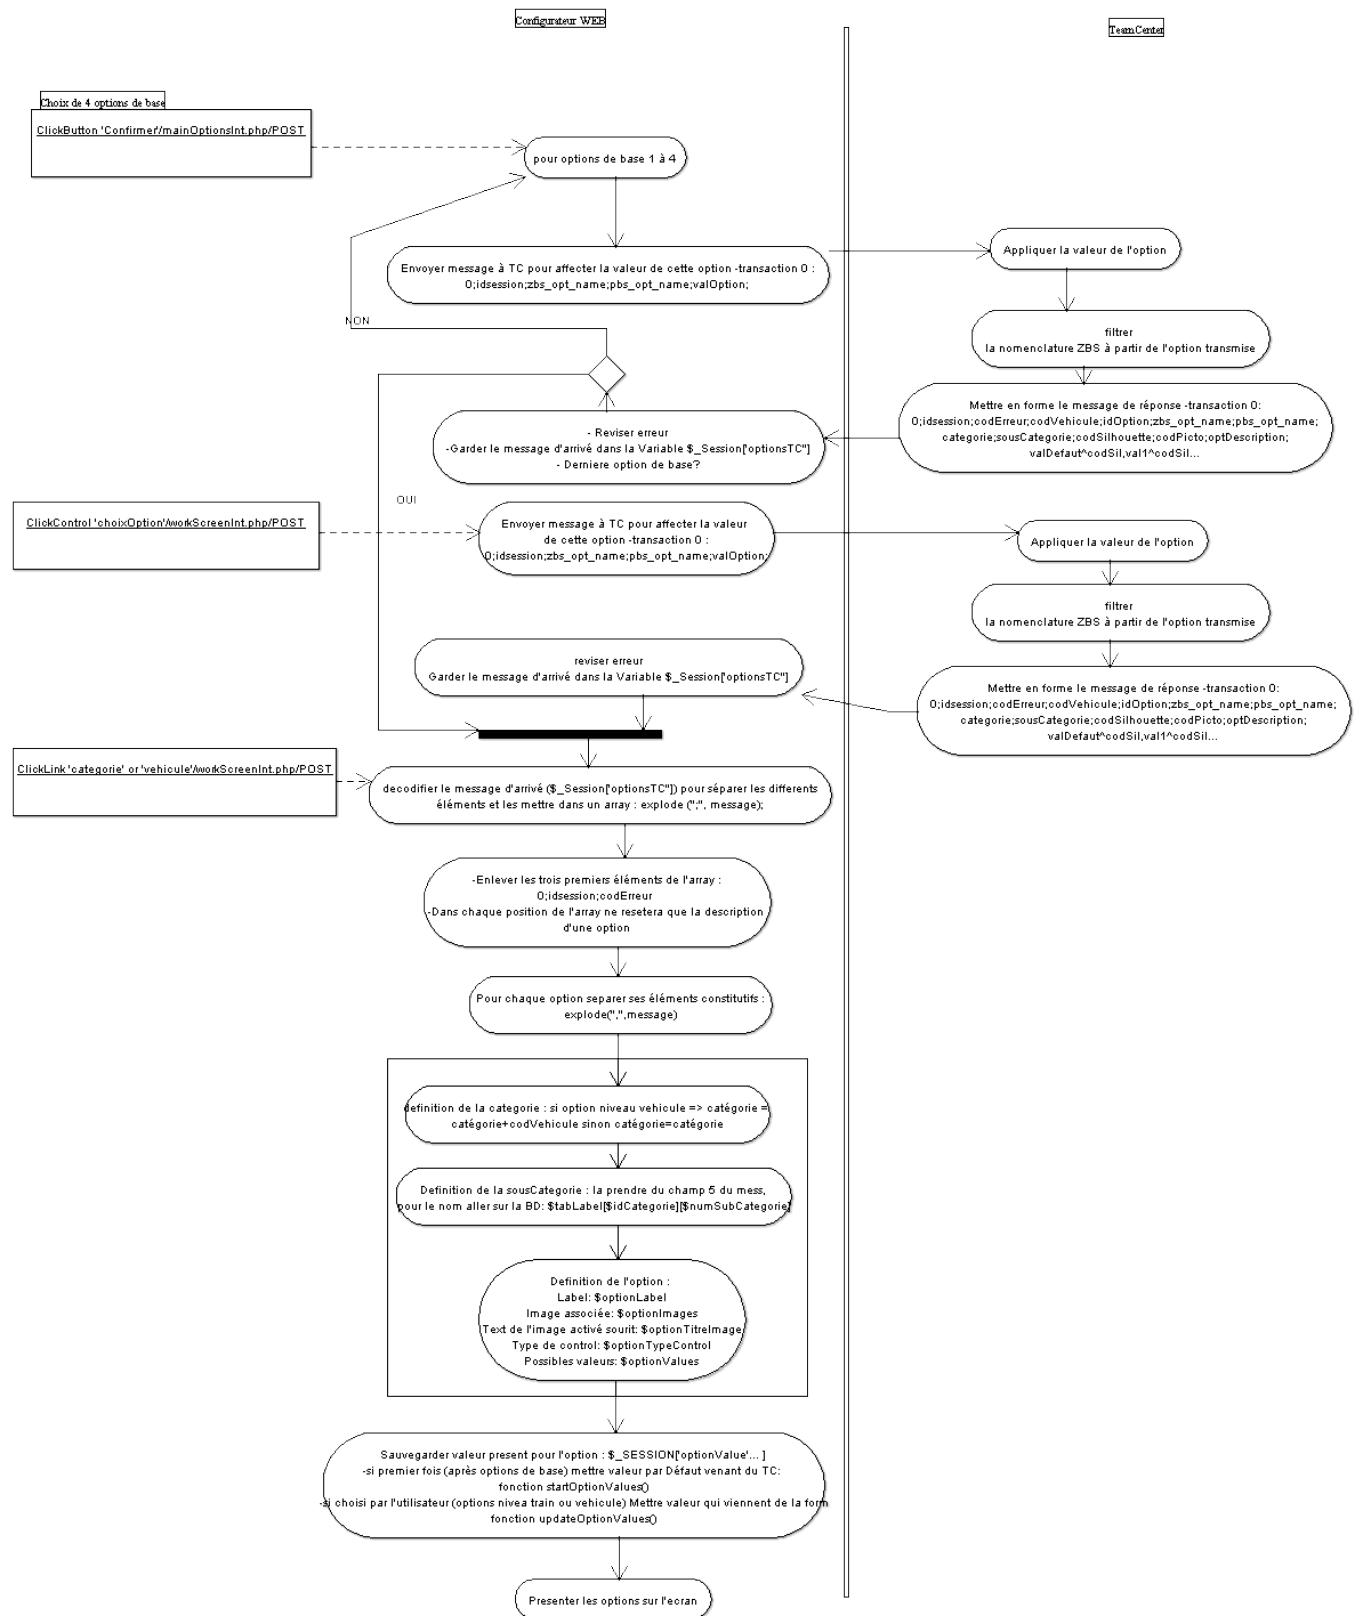 Configurateur WEB
TeamCenter
Choix de 4 options de base
ClickButton 'Confirmer'/mainOptionsInt.php/POST
pour options de base 1 à 4
Envoyer message à TC pour affecter la valeur de cette option -transaction 0 :
0;idsession;zbs_opt_name;pbs_opt_name;valOption;
Appliquer la valeur de l'option
filtrer
la nomenclature ZBS à partir de l'option transmise
NON
Mettre en forme le message de réponse -transaction 0:
0;idsession;codErreur;codVehicule;idOption;zbs_opt_name;pbs_opt_name;
categorie;sousCategorie;codSilhouette;codPicto;optDescription;
valDefaut^codSil,val1^codSil...
- Reviser erreur
-Garder le message d'arrivé dans la Variable $_Session['optionsTC"]
- Derniere option de base?
OUI
ClickControl 'choixOption'/workScreenInt.php/POST
Envoyer message à TC pour affecter la valeur
de cette option -transaction 0 :
0;idsession;zbs_opt_name;pbs_opt_name;valOption;
Appliquer la valeur de l'option
filtrer
la nomenclature ZBS à partir de l'option transmise
reviser erreur
Garder le message d'arrivé dans la Variable $_Session['optionsTC"]
Mettre en forme le message de réponse -transaction 0:
0;idsession;codErreur;codVehicule;idOption;zbs_opt_name;pbs_opt_name;
categorie;sousCategorie;codSilhouette;codPicto;optDescription;
valDefaut^codSil,val1^codSil...
ClickLink 'categorie' or 'vehicule'/workScreenInt.php/POST
decodifier le message d'arrivé ($_Session['optionsTC"]) pour séparer les differents
éléments et les mettre dans un array : explode (";", message);
-Enlever les trois premiers éléments de l'array :
0;idsession;codErreur
-Dans chaque position de l'array ne resetera que la description
d'une option
Pour chaque option separer ses éléments constitutifs :
explode(",",message)
definition de la categorie : si option niveau vehicule => catégorie =
catégorie+codVehicule sinon catégorie=catégorie
Definition de la sousCategorie : la prendre du champ 5 du mess,
pour le nom aller sur la BD: $tabLabel[$idCategorie][$numSubCategorie]
Definition de l'option :
Label: $optionLabel
Image associée: $optionImages
Text de l'image activé sourit: $optionTitreImage
Type de control: $optionTypeControl
Possibles valeurs: $optionValues
Sauvegarder valeur present pour l'option : $_SESSION['optionValue'... ]
-si premier fois (après options de base) mettre valeur par Défaut venant du TC:
fonction startOptionValues()
-si choisi par l'utilisateur (options nivea train ou vehicule) Mettre valeur qui viennent de la form
fonction updateOptionValues()
Presenter les options sur l'ecran